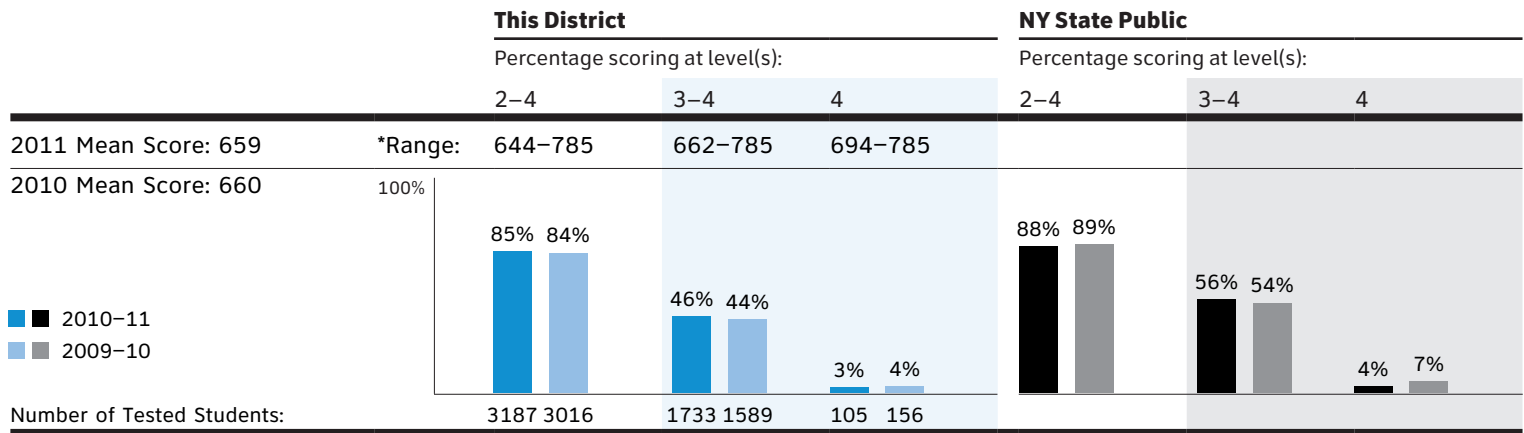 This District NY State Public
Percentage scoring at level(s): Percentage scoring at level(s):
2–4 3–4 4 2–4 3–4 4
2011 Mean Score: 659 *Range: 644–785 662–785 694–785
2010 Mean Score: 660 100%
85% 84% 46% 44% 3% 4% 88% 89% 56% 54% 4% 7%
2010–11
2009–10
Number of Tested Students: 3187 3016 1733 1589 105 156